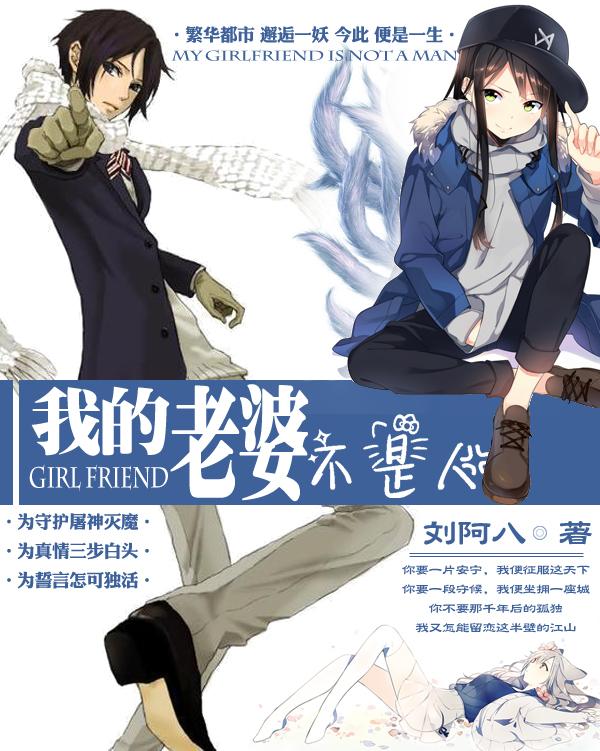 ·繁华都市 邂逅一妖 今此 便是一生·
MY GIRLFRIEND IS NOT A MAN
我的老婆不是人
GIRL FRIEND
·为守护屠神灭魔·
·为真情三步白头·
·为誓言怎可独活·
刘阿八◎著
你要一片安宁，我便征服这天下
你要一段守候，我便坐拥一座城
你不要那千年后的孤独
我又怎能留恋这半壁的江山